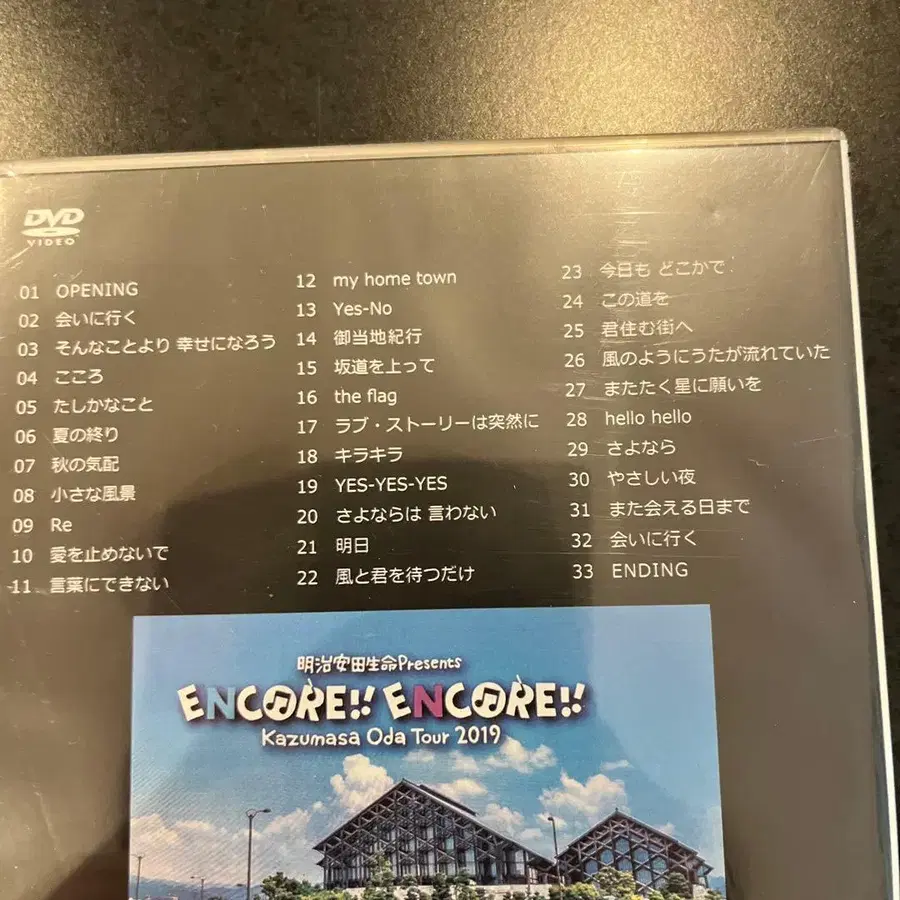 DVD
VIDEO
01 OPENING
02 会いに行く
03 そんなことより 幸せになろう
04 こころ
05 たしかなこと
06 夏の終り
07 秋の気配
08 小さな風景
09 Re
10 愛を止めないで
11 言葉にできない
12 my home town
13 Yes-No
14 御当地紀行
15 坂道を上って
16 the flag
17 ラブ・ストーリーは突然に
18 キラキラ
19 YES-YES-YES
20 さよならは 言わない
21 明日
22 風と君を待つだけ
23 今日も どこかで
24 この道を
25 君住む街へ
26 風のようにうたが流れていた
27 またたく星に願いを
28 hello hello
29 さよなら
30 やさしい夜
31 また会える日まで
32 会いに行く
33 ENDING
明治安田生命Presents
ENCORE!! ENCORE!!
Kazumasa Oda Tour 2019